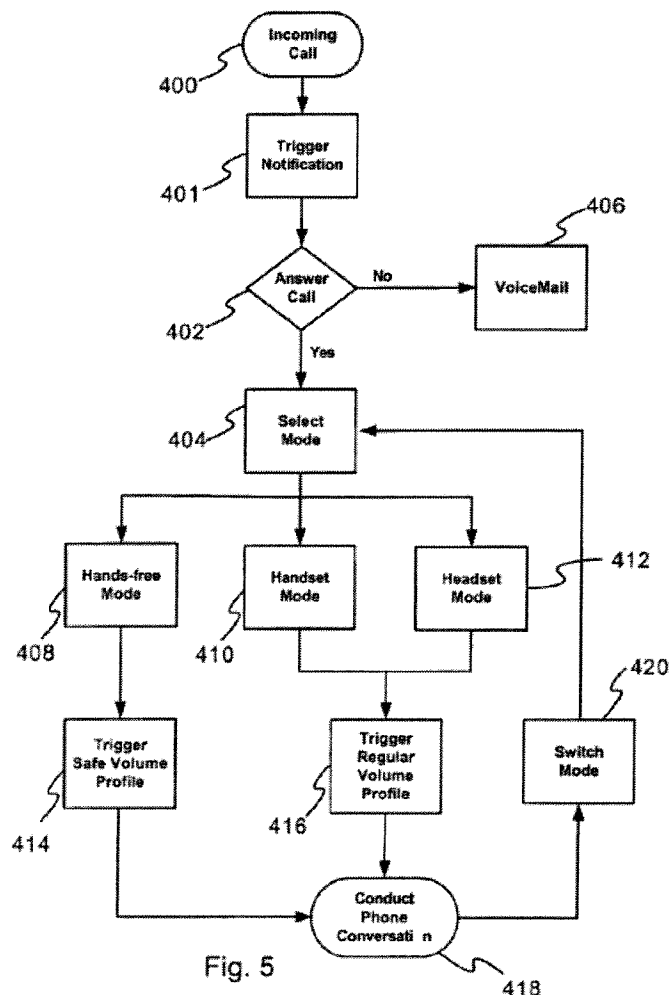 Incoming
Call
400
Trigger
Notification
401
406
Answer
Call
No
VoiceMail
402
Yes
404
Select
Mode
Hands-free
Mode
Handset
Mode
Headset
Mode
412
408
410
420
Trigger
Safe Volume
Profile
Trigger
Regular
Volume
Profile
Switch
Mode
414
416
Conduct
Phone
Conversati n
Fig. 5
418